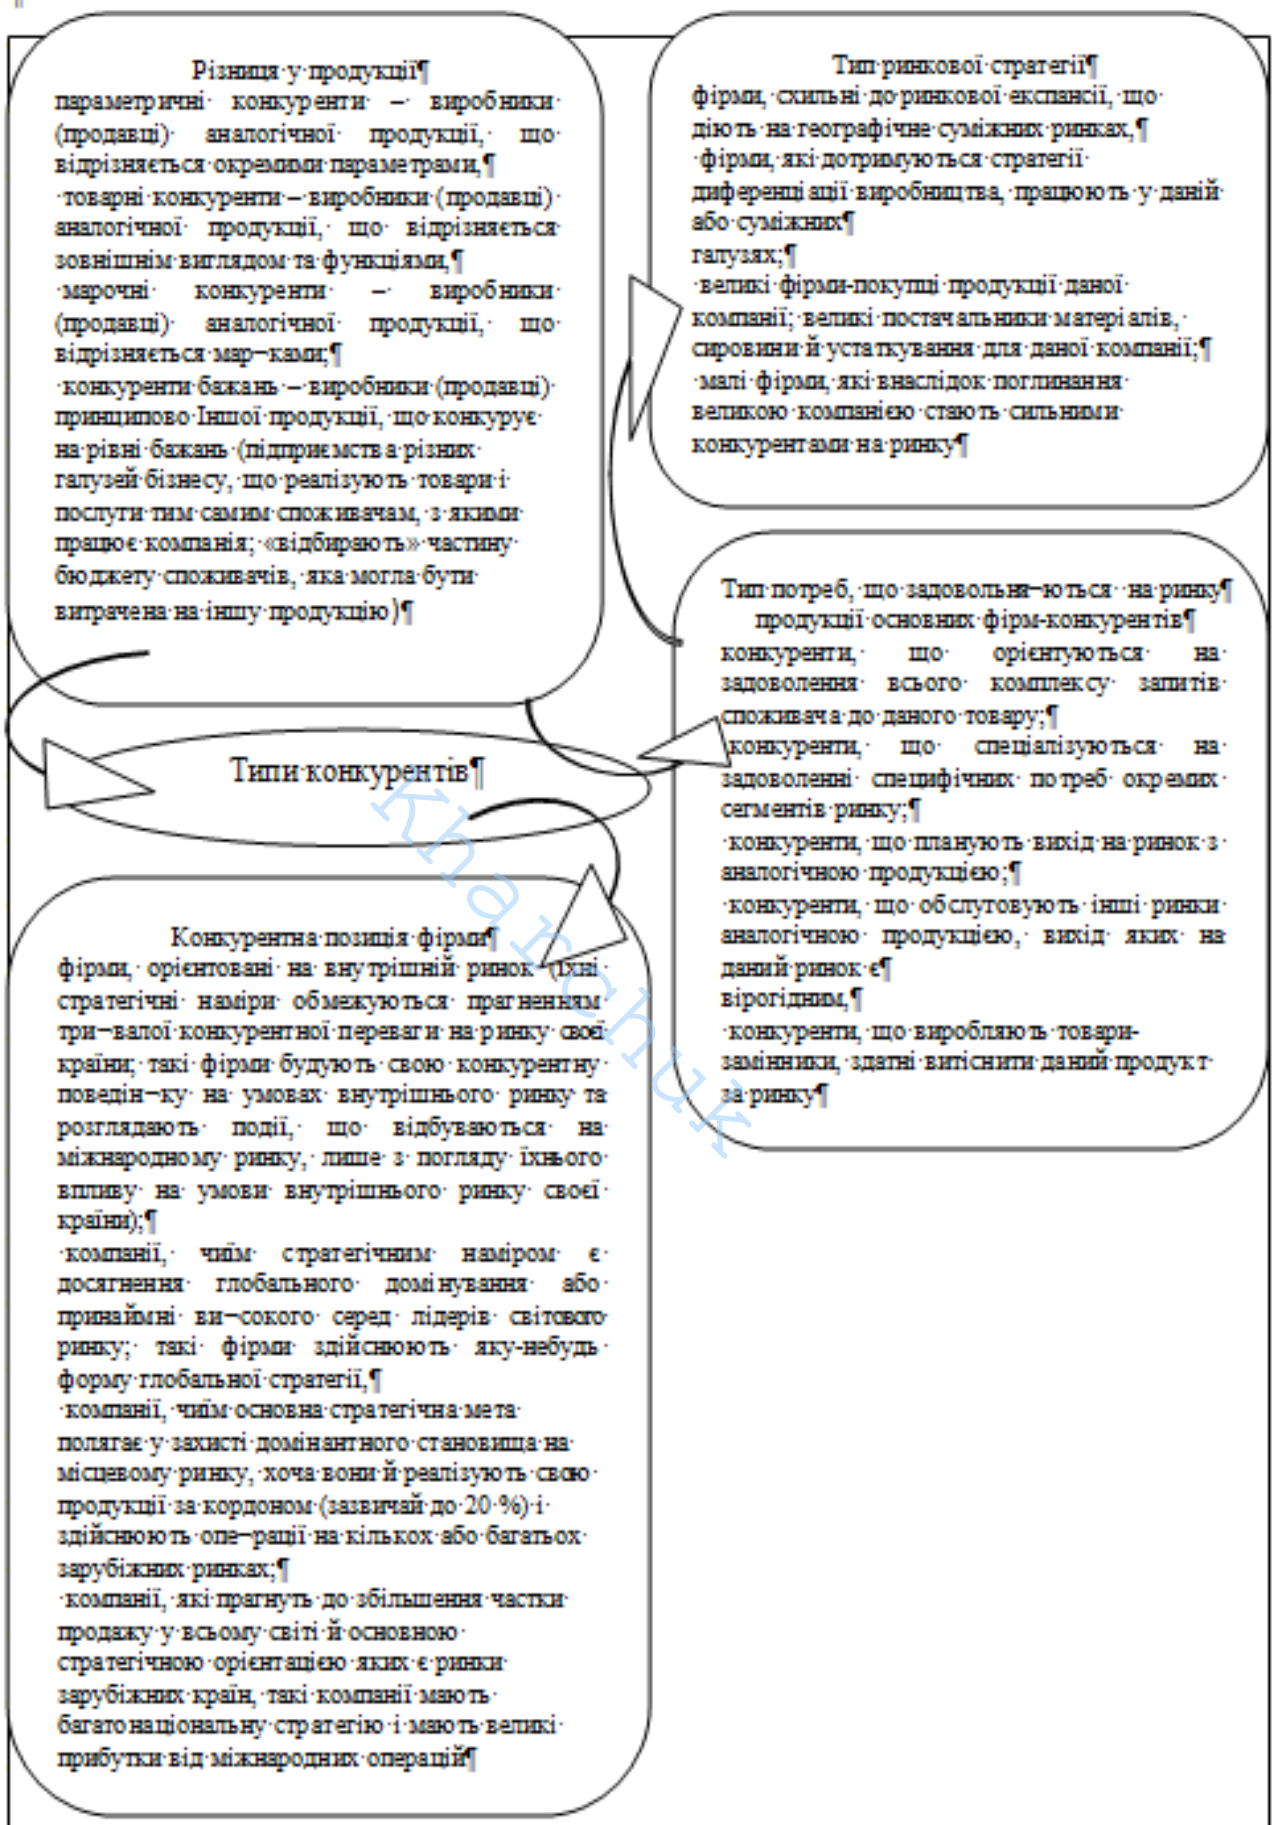 Різниця у продукції¶
параметричні конкуренти – виробники
(продавці) аналогічної продукції, що
відрізняється окремими параметрами,¶
товарні конкуренти – виробники (продавці)
аналогічної продукції, що відрізняється
зовнішнім виглядом та функціями,¶
марочні конкуренти – виробники
(продавці) аналогічної продукції, що
відрізняється мар¬ками;¶
конкуренти бажань – виробники (продавці)
принципово Іншої продукції, що конкурує
на рівні бажань (підприємства різних
галузей бізнесу, що реалізують товари і
послуги тим самим споживачам, з якими
працює компанія; «відбирають» частину
бюджету споживачів, яка могла бути
витрачена на іншу продукцію)¶
Тип ринкової стратегії¶
фірми, схильні до ринкової експансії, що
діють на географічне суміжних ринках,¶
фірми, які дотримуються стратегії
диференціації виробництва, працюють у даній
або суміжних¶
галузях;¶
великі фірми-покупці продукції даної
компанії; великі постачальники матеріалів,
сировини й устаткування для даної компанії;¶
малі фірми, які внаслідок поглинання
великою компанією стають сильними
конкурентами на ринку¶
Тип потреб, що задовольня¬ються на ринку¶
продукції основних фірм-конкурентів¶
конкуренти, що орієнтуються на
задоволення всього комплексу запитів
споживача до даного товару;¶
конкуренти, що спеціалізуються на
задоволенні специфічних потреб окремих
сегментів ринку;¶
конкуренти, що планують вихід на ринок з
аналогічною продукцією;¶
конкуренти, що обслуговують інші ринки
аналогічною продукцією, вихід яких на
даний ринок є¶
вірогідним,¶
конкуренти, що виробляють товари-
замінники, здатні витіснити даний продукт
за ринку¶
Типи конкурентів¶
Конкурентна позиція фірми¶
фірми, орієнтовані на внутрішній ринок (їхні
стратегічні наміри обмежуються прагненням
три¬валої конкурентної переваги на ринку своєї
країни; такі фірми будують свою конкурентну
поведін¬ку на умовах внутрішнього ринку та
розглядають події, що відбуваються на
міжнародному ринку, лише з погляду їхнього
впливу на умови внутрішнього ринку своєї
країни);¶
компанії, чиїм стратегічним наміром є
досягнення глобального домінування або
принаймні ви¬сокого серед лідерів світового
ринку; такі фірми здійснюють яку-небудь
форму глобальної стратегії,¶
компанії, чиїм основна стратегічна мета
полягає у захисті домінантного становища на
місцевому ринку, хоча вони й реалізують свою
продукції за кордоном (зазвичай до 20 %) і
здійснюють опе¬рації на кількох або багатьох
зарубіжних ринках;¶
компанії, які прагнуть до збільшення частки
продажу у всьому світі й основною
стратегічною орієнтацією яких є ринки
зарубіжних країн, такі компанії мають
багатонаціональну стратегію і мають великі
прибутки від міжнародних операцій¶
Kharchuk